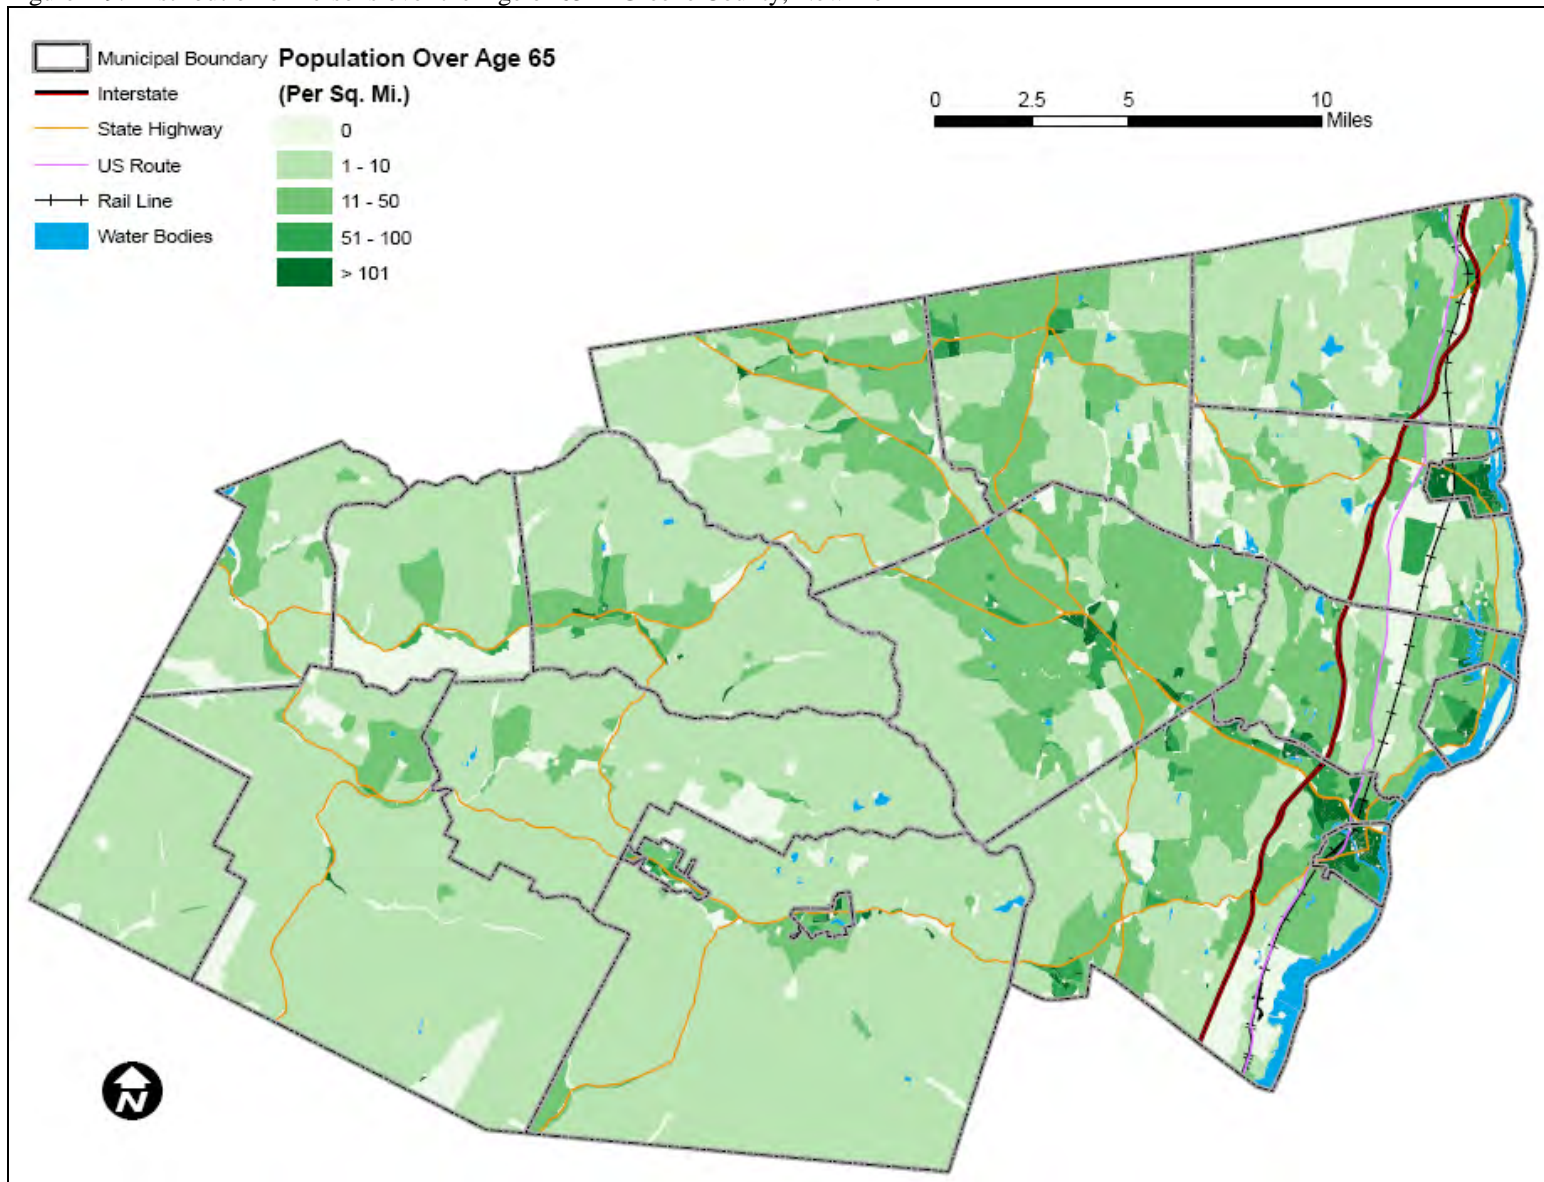 Municipal Boundary
Interstate
State Highway
US Route
Rail Line
Water Bodies
Population Over Age 65
(Per Sq. Mi.)
0
1 - 10
11 - 50
51 - 100
> 101
0 2.5 5 10
Miles
N